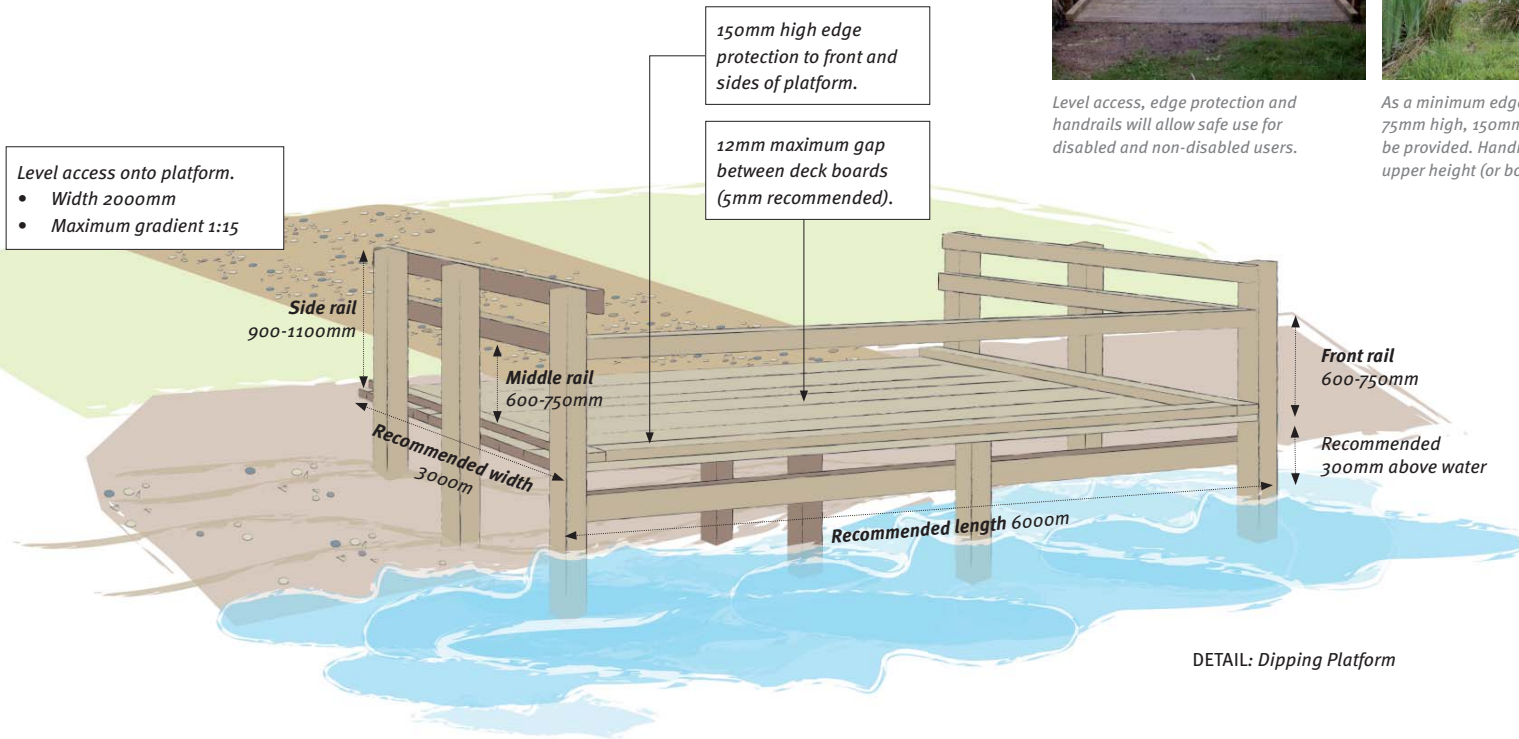 150mm high edge
protection to front and
sides of platform.
Level access, edge protection and
handrails will allow safe use for
disabled and non-disabled users.
As a minimum edge
75mm high, 150mm
be provided. Handr
upper height (or bo
12mm maximum gap
between deck boards
(5mm recommended).
Level access onto platform.
• Width 2000mm
• Maximum gradient 1:15
Side rail
900-1100mm
Middle rail
600-750mm
Front rail
600-750mm
Recommended width
3000m
Recommended
300mm above water
Recommended length 6000m
DETAIL: Dipping Platform